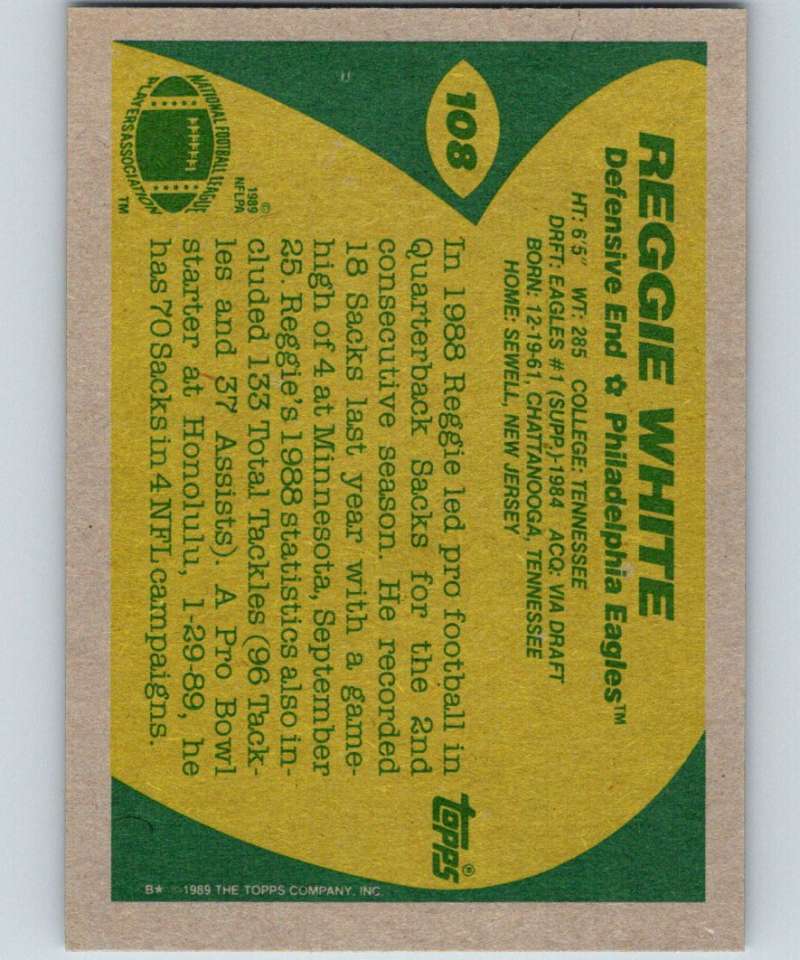 108
REGGIE WHITE
Defensive End ✩ Philadelphia Eagles™
HT: 6'5" WT: 285 COLLEGE: TENNESSEE
DRFT: EAGLES #1 (SUPP.)-1984 ACQ: VIA DRAFT
BORN: 12-19-61, CHATTANOOGA, TENNESSEE
HOME: SEWELL, NEW JERSEY
In 1988 Reggie led pro football in
Quarterback Sacks for the 2nd
consecutive season. He recorded
18 Sacks last year with a game-
high of 4 at Minnesota, September
25. Reggie's 1988 statistics also in-
cluded 133 Total Tackles (96 Tack-
les and 37 Assists). A Pro Bowl
starter at Honolulu, 1-29-89, he
has 70 Sacks in 4 NFL campaigns.
NATIONAL FOOTBALL LEAGUE
PLAYERS ASSOCIATION
™
©
1989
NFLPA
topps®
B★ ©1989 THE TOPPS COMPANY, INC.